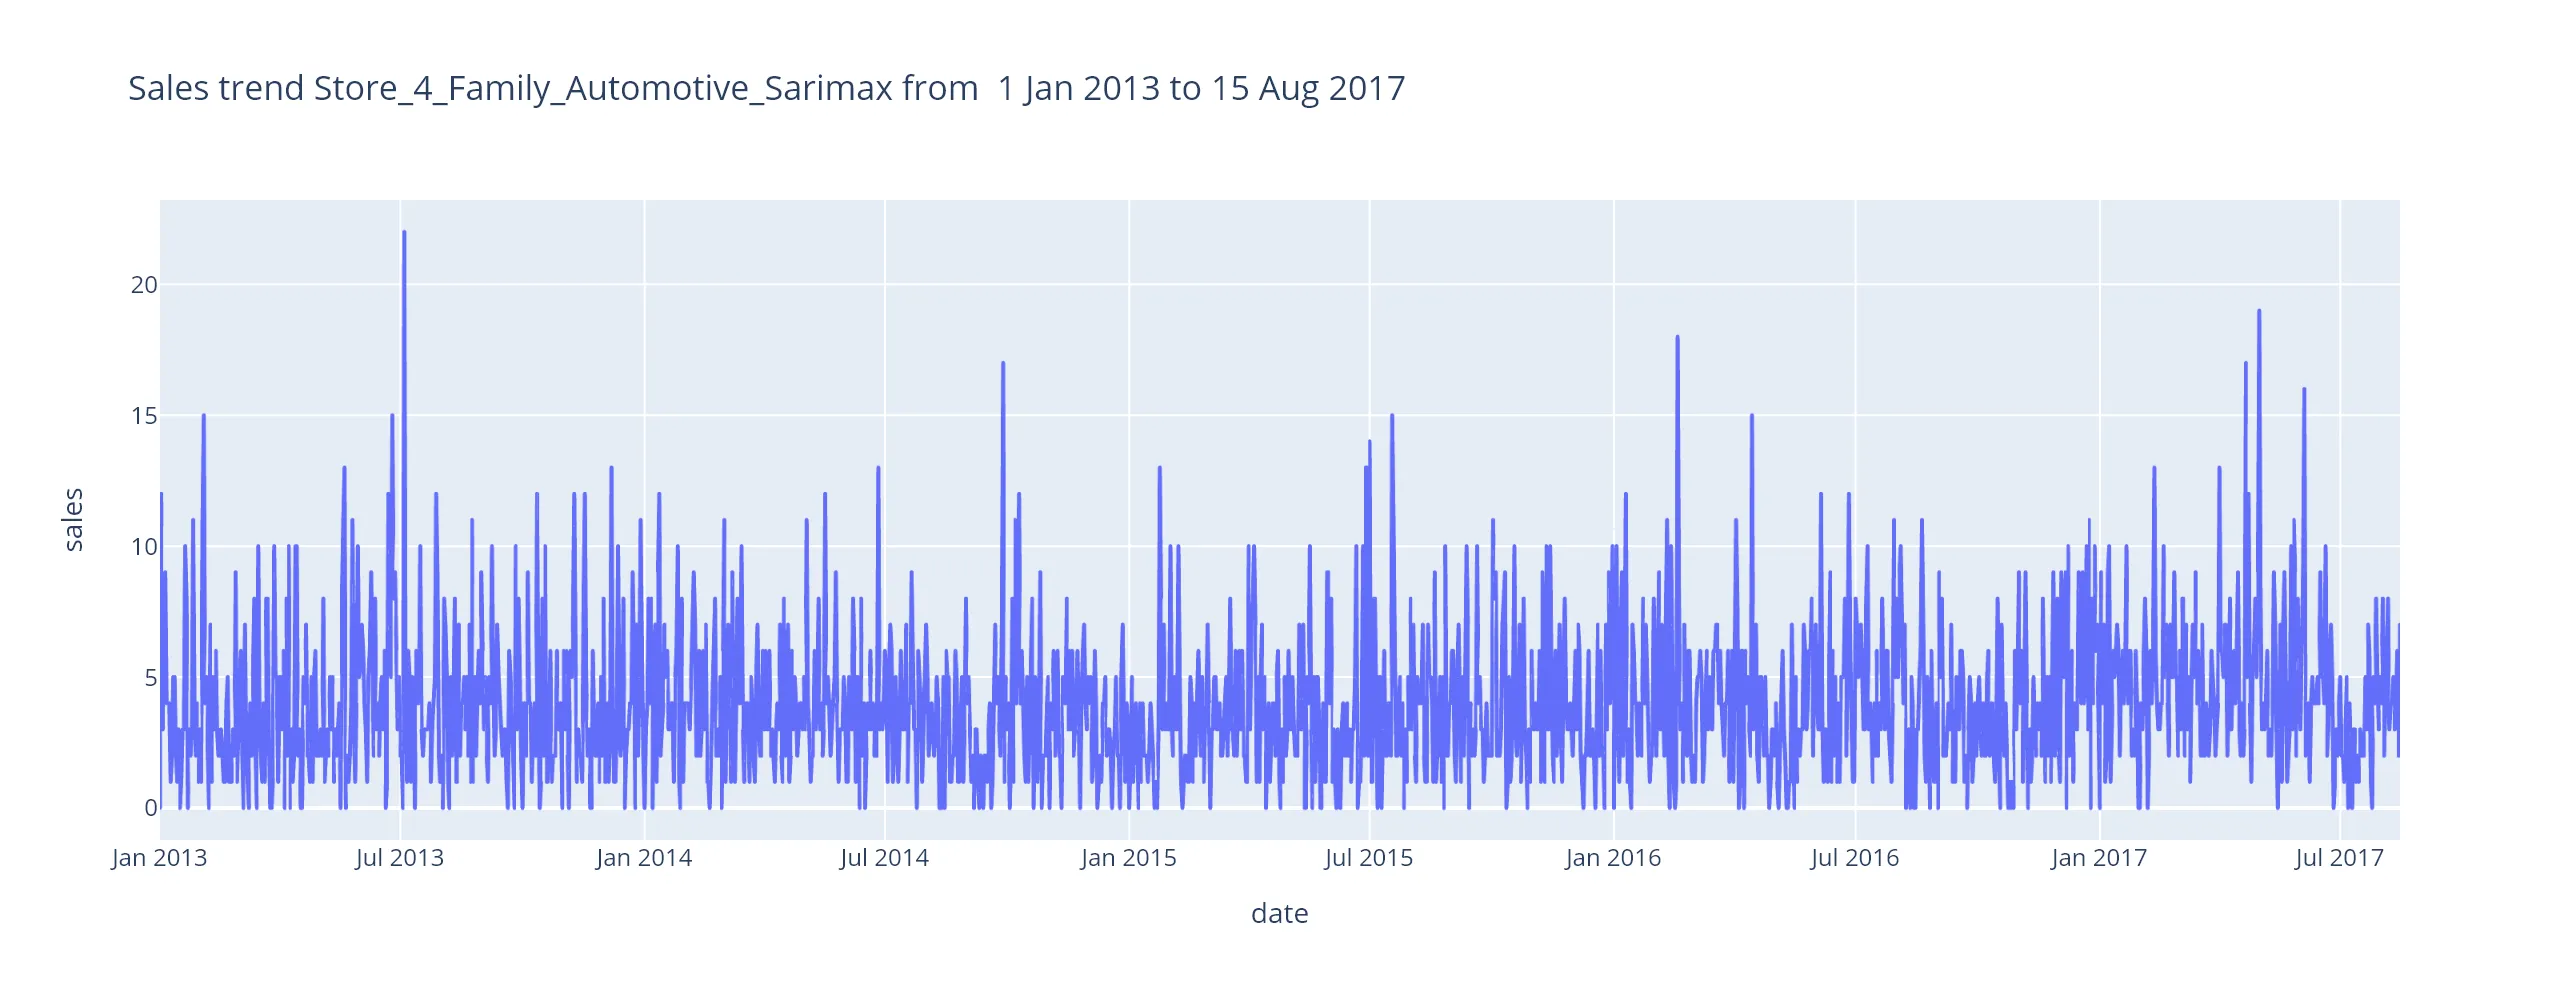 Sales trend Store_4_Family_Automotive_Sarimax from  1 Jan 2013 to 15 Aug 2017
sales
20
15
10
5
0
Jan 2013 Jul 2013 Jan 2014 Jul 2014 Jan 2015 Jul 2015 Jan 2016 Jul 2016 Jan 2017 Jul 2017
date